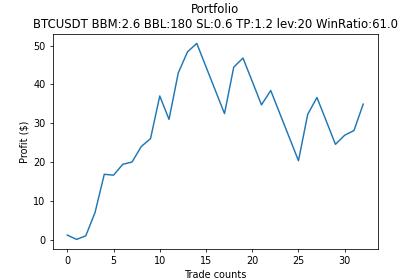 Portfolio
BTCUSDT BBM:2.6 BBL:180 SL:0.6 TP:1.2 lev:20 WinRatio:61.0
50
40
30
20
10
0
Profit ($)
0 5 10 15 20 25 30
Trade counts